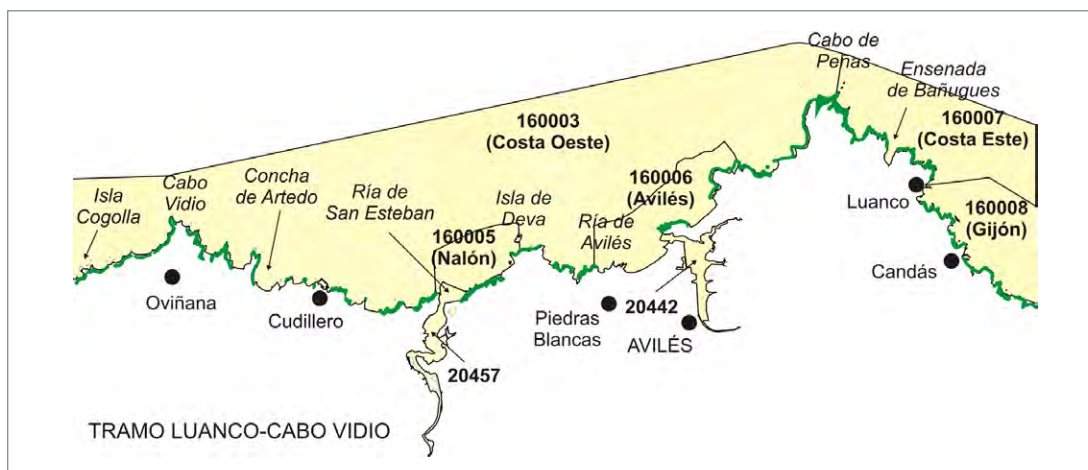 Cabo de
Peñas
Ensenada
de Bañugues
160003
(Costa Oeste)
160007
(Costa Este)
Isla
Cogolla
Cabo
Vidio
Concha
de Artedo
Ría de
San Esteban
Isla de
Deva
160006
(Avilés)
Ría de
Avilés
160005
(Nalón)
Luanco
160008
(Gijón)
Candás
Oviñana
Cudillero
Piedras
Blancas
20442
AVILÉS
20457
TRAMO LUANCO-CABO VIDIO